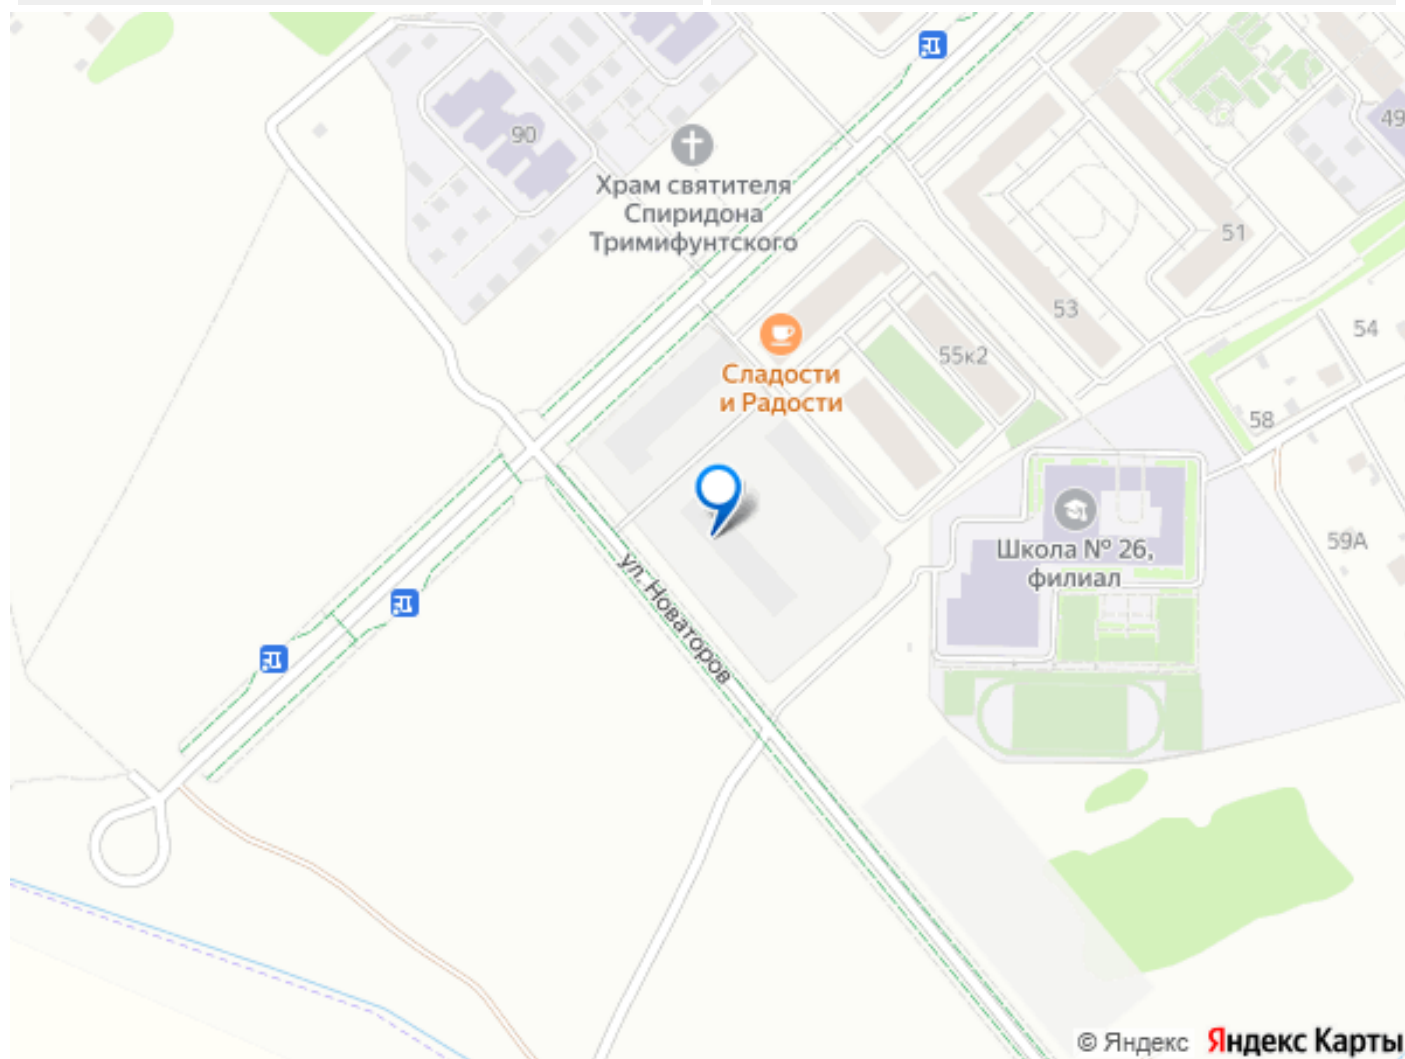 90
Храм святителя
Спиридона
Тримифунтского
49
51
53
54
55к2
Сладости
и Радости
58
Школа № 26,
филиал
59А
ул. Новаторов
© Яндекс Яндекс Карты